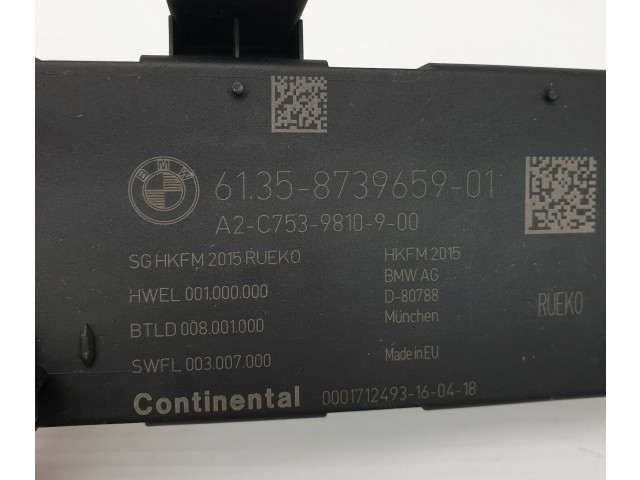 BMW
61.35-8739659-01
A2-C753-9810-9-00
SG HKFM 2015 RUEKO
HWEL 001.000.000
BTLD 008.001.000
SWFL 003.007.000
HKFM 2015
BMW AG
D-80788
München
Made in EU
RUEKO
Continental 0001712493-16-04-18